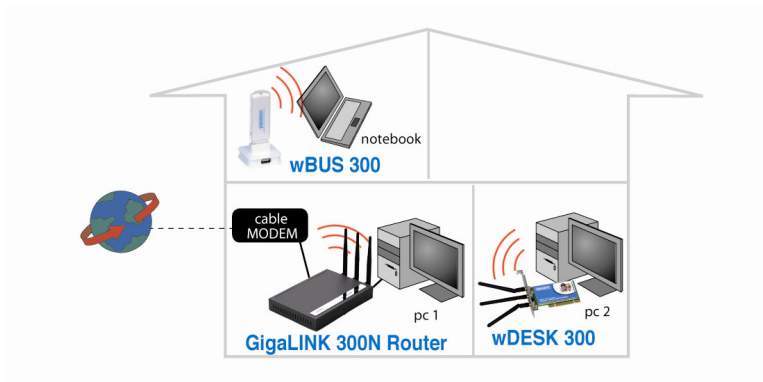 notebook
wBUS 300
cable
MODEM
pc 1
GigaLINK 300N Router
pc 2
wDESK 300